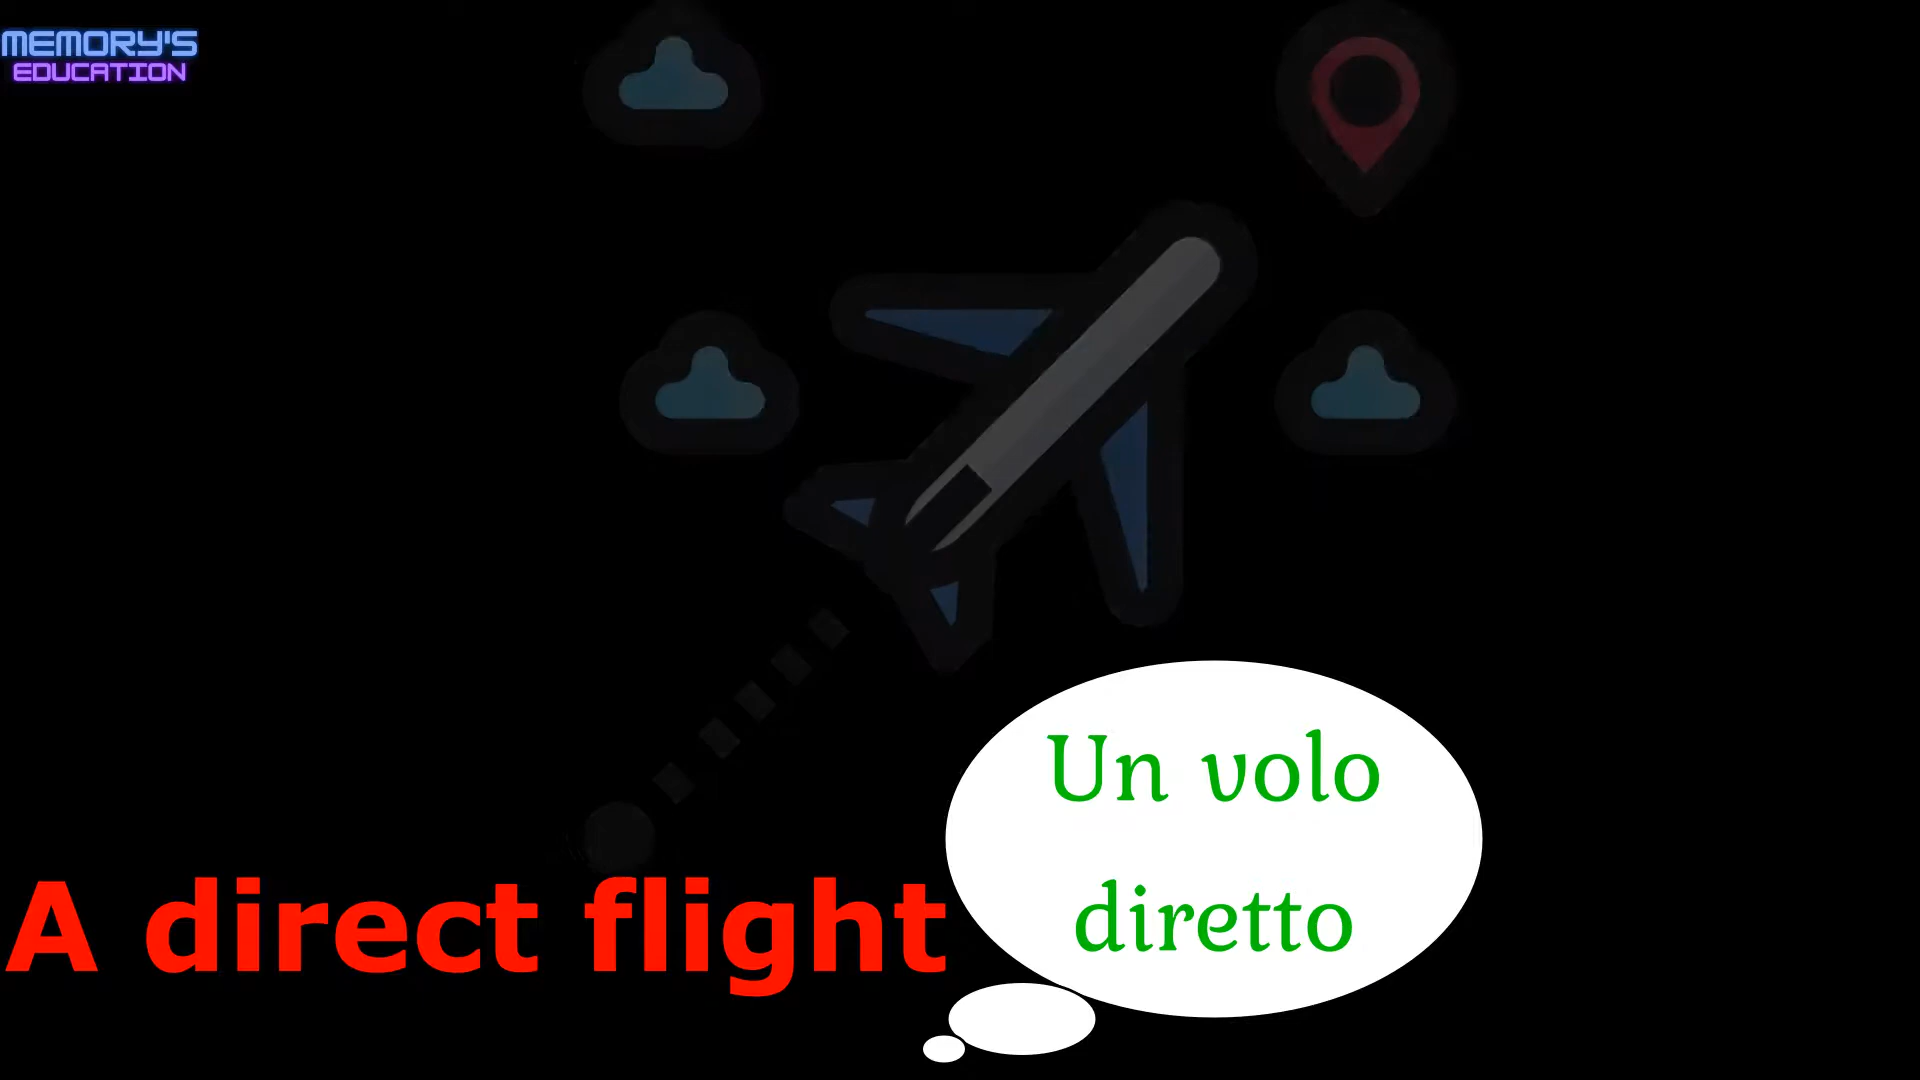 MEMORY'S
EDUCATION
Un volo
diretto
A direct flight